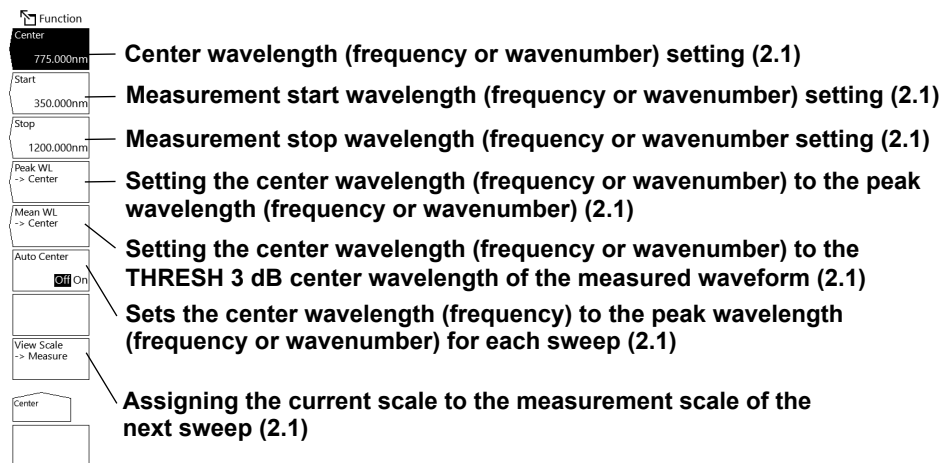 Function
Center
775.000nm
Center wavelength (frequency or wavenumber) setting (2.1)
Start
350.000nm
Measurement start wavelength (frequency or wavenumber) setting (2.1)
Stop
1200.000nm
Measurement stop wavelength (frequency or wavenumber setting (2.1)
Peak WL
-> Center
Setting the center wavelength (frequency or wavenumber) to the peak
wavelength (frequency or wavenumber) (2.1)
Mean WL
-> Center
Setting the center wavelength (frequency or wavenumber) to the
THRESH 3 dB center wavelength of the measured waveform (2.1)
Auto Center
Off On
Sets the center wavelength (frequency) to the peak wavelength
(frequency or wavenumber) for each sweep (2.1)
View Scale
-> Measure
Assigning the current scale to the measurement scale of the
next sweep (2.1)
Center